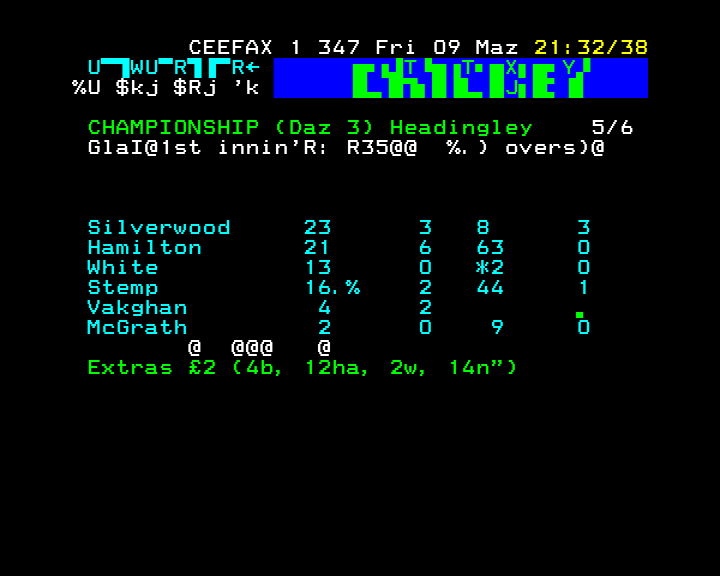 CEEFAX 1 347 Fri 09 Maz 21:32/38
%U $kj $Rj 'k
CHAMPIONSHIP (Daz 3) Headingley 5/6
GlaI@1st innin'R: R35@@ %.) overs)@
Silverwood 23 3 8 3
Hamilton 21 6 63 0
White 13 0 *2 0
Stemp 16.% 2 44 1
Vakghan 4 2
McGrath 2 0 9 0
@ @@@ @
Extras £2 (4b, 12ha, 2w, 14n”)